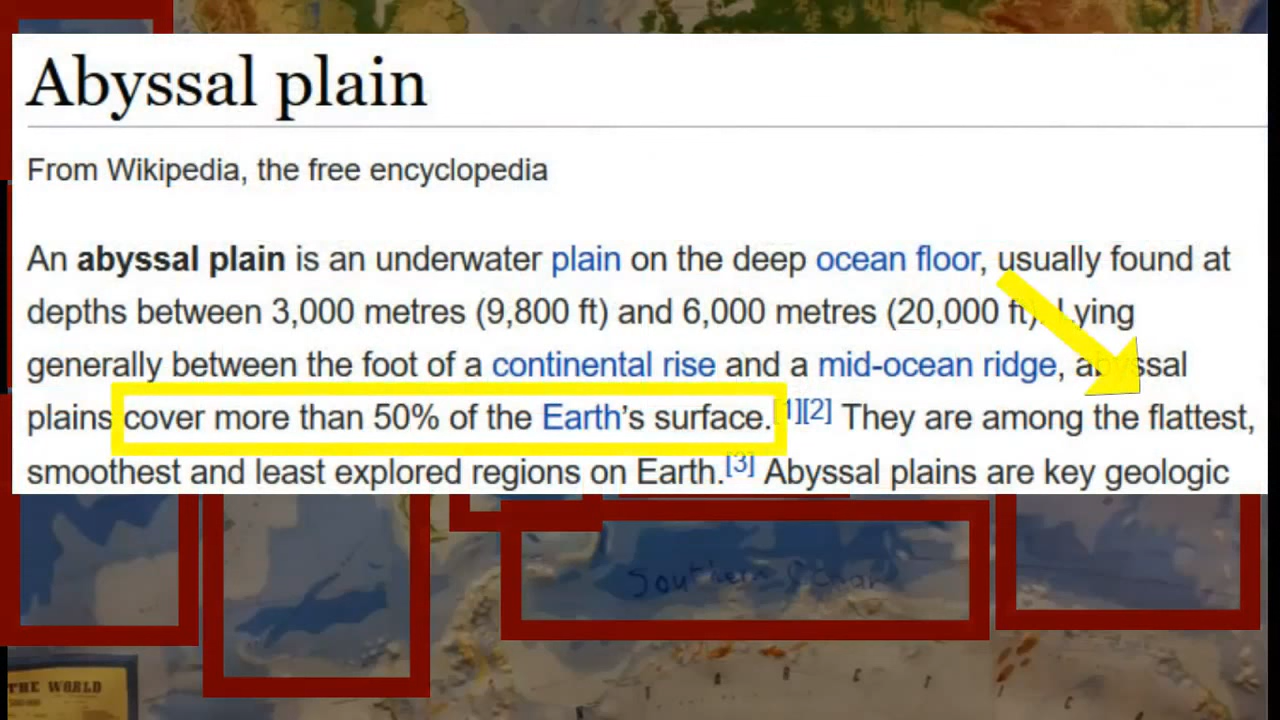 Abyssal plain
From Wikipedia, the free encyclopedia
An abyssal plain is an underwater plain on the deep ocean floor, usually found at
depths between 3,000 metres (9,800 ft) and 6,000 metres (20,000 ft). Lying
generally between the foot of a continental rise and a mid-ocean ridge, abyssal
plains cover more than 50% of the Earth’s surface.[1][2] They are among the flattest,
smoothest and least explored regions on Earth.[3] Abyssal plains are key geologic
Southern Ocean
THE WORLD